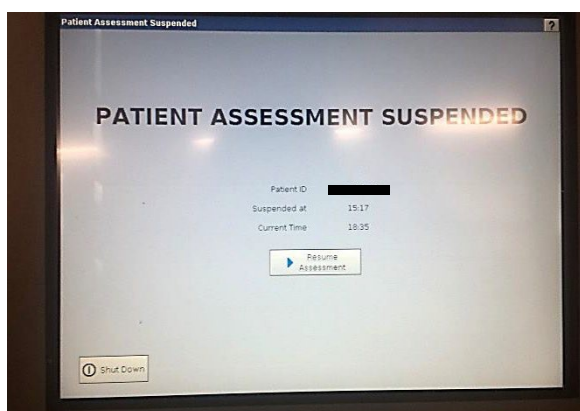 Patient Assessment Suspended
?
PATIENT ASSESSMENT SUSPENDED
Patient ID
Suspended at 15:17
Current Time 18:35
Resume
Assessment
Shut Down